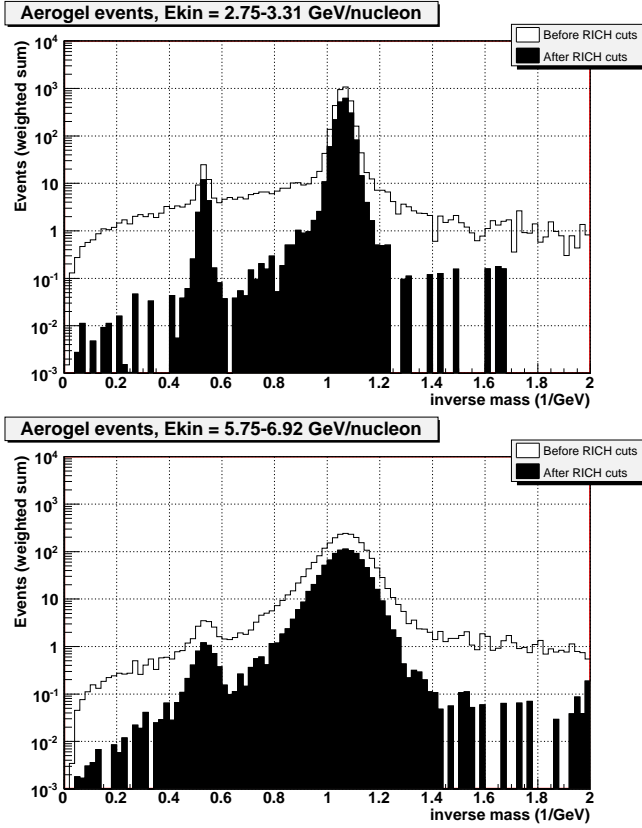 Aerogel events, Ekin = 2.75-3.31 GeV/nucleon
Before RICH cuts
After RICH cuts
Events (weighted sum)
10^4
10^3
10^2
10
1
10^-1
10^-2
10^-3
0 0.2 0.4 0.6 0.8 1 1.2 1.4 1.6 1.8 2
inverse mass (1/GeV)
Aerogel events, Ekin = 5.75-6.92 GeV/nucleon
Before RICH cuts
After RICH cuts
Events (weighted sum)
10^4
10^3
10^2
10
1
10^-1
10^-2
10^-3
0 0.2 0.4 0.6 0.8 1 1.2 1.4 1.6 1.8 2
inverse mass (1/GeV)